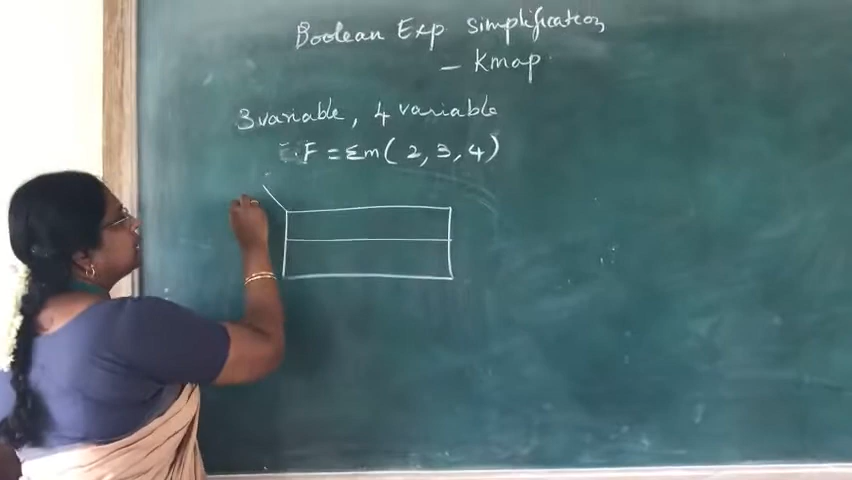 Boolean Exp simplification
- Kmap
3 variable, 4 variable
F = Σm( 2, 3, 4)